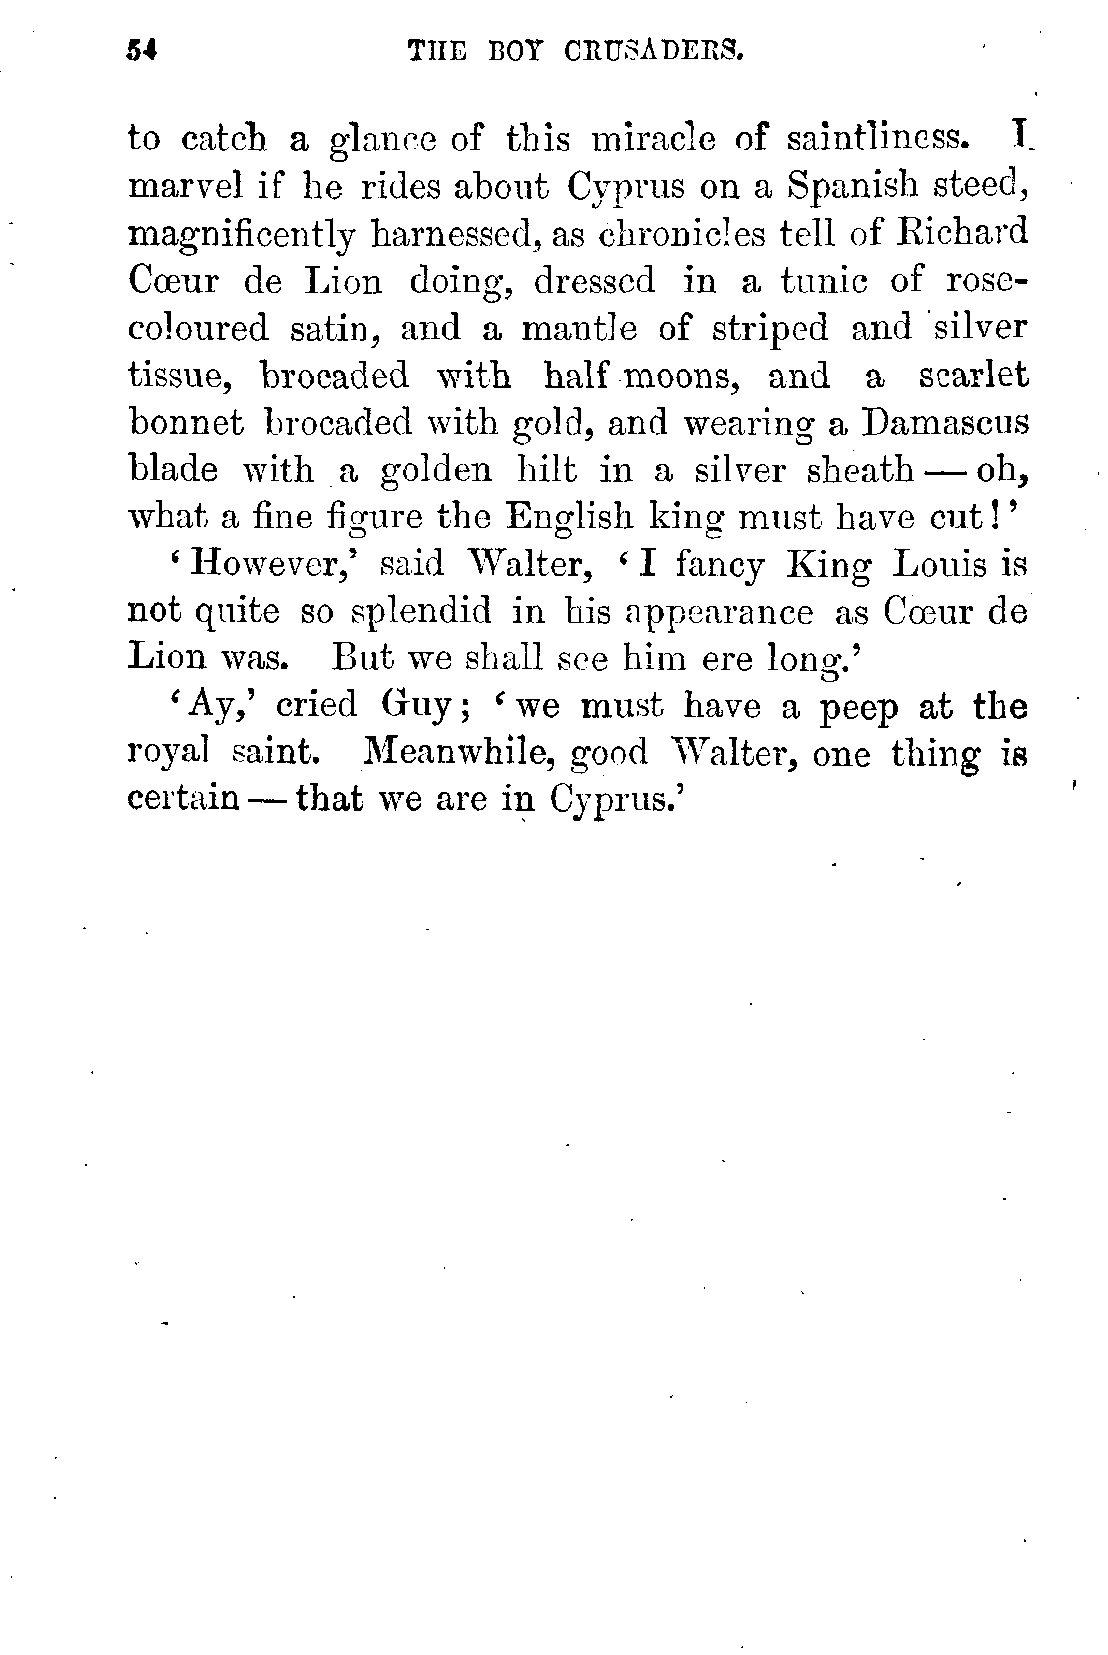 54 THE BOY CRUSADERS.
to catch a glance of this miracle of saintliness. I
marvel if he rides about Cyprus on a Spanish steed,
magnificently harnessed, as chronicles tell of Richard
Cœur de Lion doing, dressed in a tunic of rose-
coloured satin, and a mantle of striped and silver
tissue, brocaded with half moons, and a scarlet
bonnet brocaded with gold, and wearing a Damascus
blade with a golden hilt in a silver sheath — oh,
what a fine figure the English king must have cut!’
‘However,’ said Walter, ‘I fancy King Louis is
not quite so splendid in his appearance as Cœur de
Lion was. But we shall see him ere long.’
‘Ay,’ cried Guy; ‘we must have a peep at the
royal saint. Meanwhile, good Walter, one thing is
certain — that we are in Cyprus.’